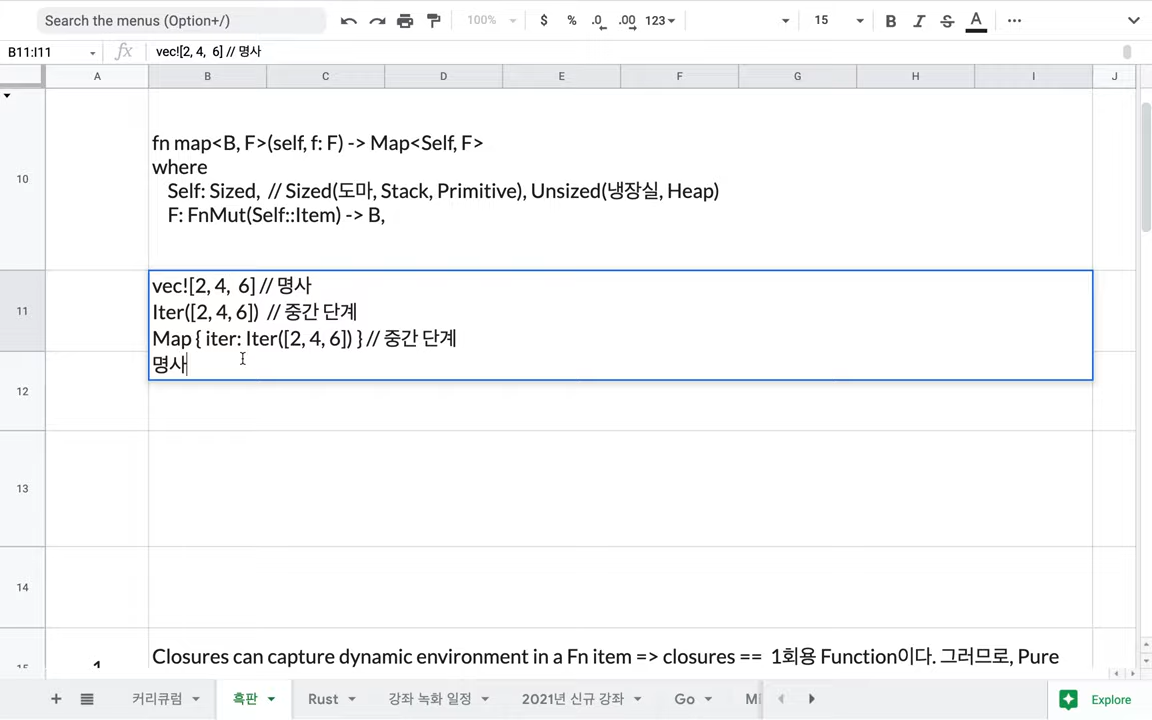 Search the menus (Option+/)
100%
$ % .0 .00 123
15
B I S A ...
B11:I11
fx
vec![2, 4,  6] // 명사
A B C D E F G H I J
10
fn map<B, F>(self, f: F) -> Map<Self, F>
where
Self: Sized,  // Sized(도마, Stack, Primitive), Unsized(냉장실, Heap)
F: FnMut(Self::Item) -> B,
11
vec![2, 4,  6] // 명사
Iter([2, 4, 6])  // 중간 단계
Map { iter: Iter([2, 4, 6]) } // 중간 단계
명사
12
13
14
15
1
Closures can capture dynamic environment in a Fn item => closures ==  1회용 Function이다. 그러므로, Pure
+ 커리큘럼 흑판 Rust 강좌 녹화 일정 2021년 신규 강좌 Go
Explore